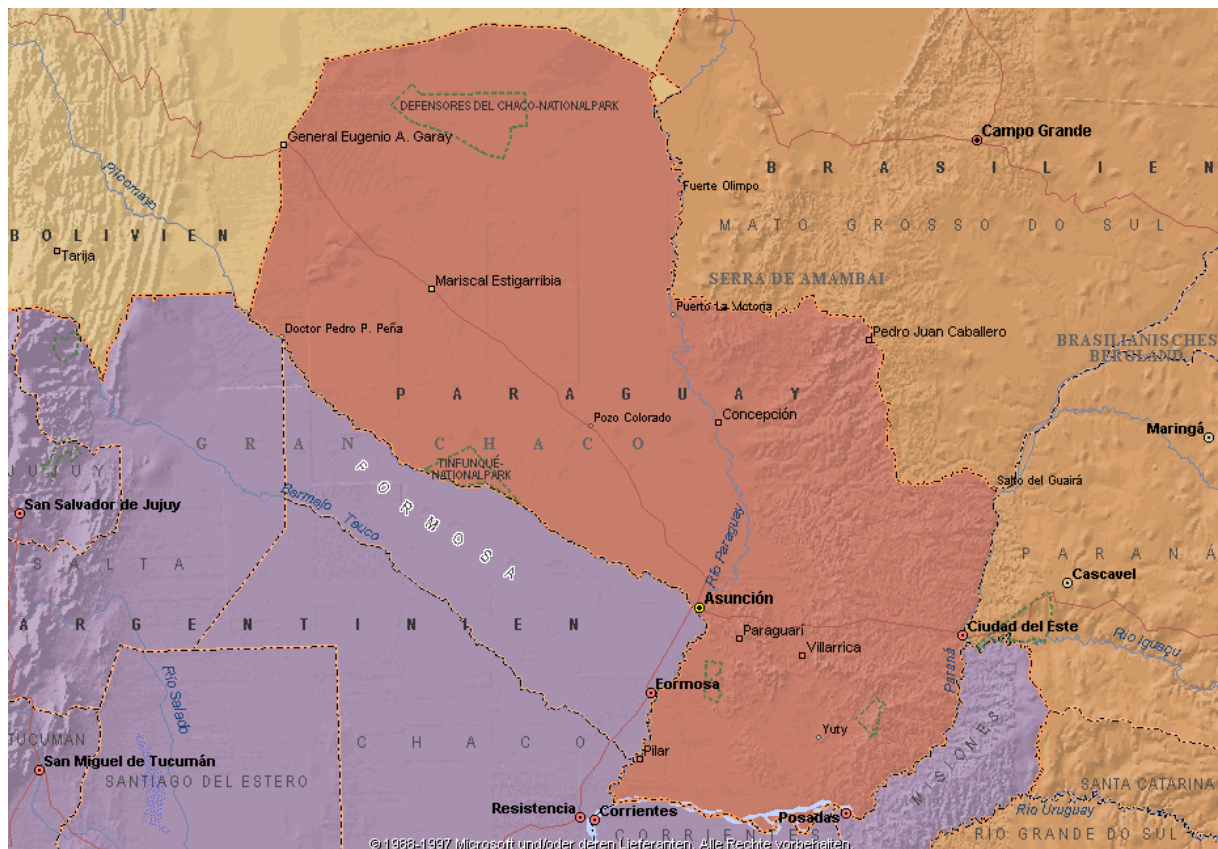 DEFENSORES DEL CHACO-NATIONALPARK
General Eugenio A. Garay
Campo Grande
B R A S I L I E N
Pilcomayo
Fuerte Olimpo
M A T O G R O S S O D O S U L
B O L I V I E N
Tarija
SERRA DE AMAMBAI
Mariscal Estigarribia
Puerto La Victoria
Doctor Pedro P. Peña
Pedro Juan Caballero
BRASILIANISCHES
BERGLAND
P A R A G U A Y
Pozo Colorado
Concepción
Maringá
G R A N C H A C O
TINFUNQUÉ-
NATIONALPARK
J U J U Y
F O R M O S A
Salto del Guairá
San Salvador de Jujuy
Bermejo
Teuco
Río Paraguay
P A R A N Á
S A L T A
Cascavel
Asunción
A R G E N T I N I E N
Paraguarí
Ciudad del Este
Río Iguaçu
Villarrica
Río Salado
Paraná
Formosa
M I S I O N E S
Yuty
TUCUMÁN
C H A C O
Pilar
San Miguel de Tucumán
SANTIAGO DEL ESTERO
SANTA CATARINA
Resistencia
Corrientes
Posadas
Río Uruguay
C O R R I E N T E S
RIO GRANDE DO SUL
© 1988-1997 Microsoft und/oder deren Lieferanten. Alle Rechte vorbehalten.